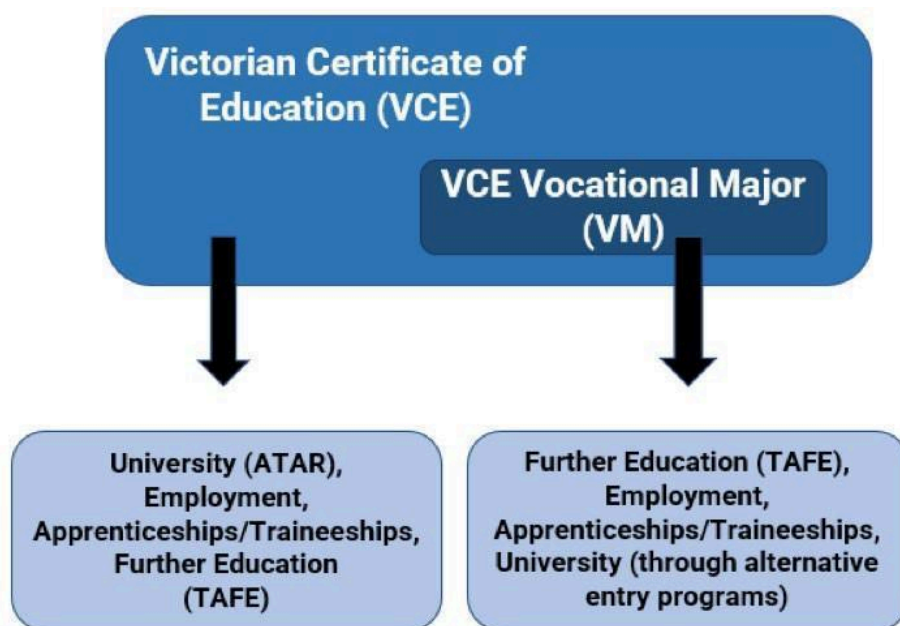 Victorian Certificate of
Education (VCE)
VCE Vocational Major
(VM)
University (ATAR),
Employment,
Apprenticeships/Traineeships,
Further Education
(TAFE)
Further Education (TAFE),
Employment,
Apprenticeships/Traineeships,
University (through alternative
entry programs)